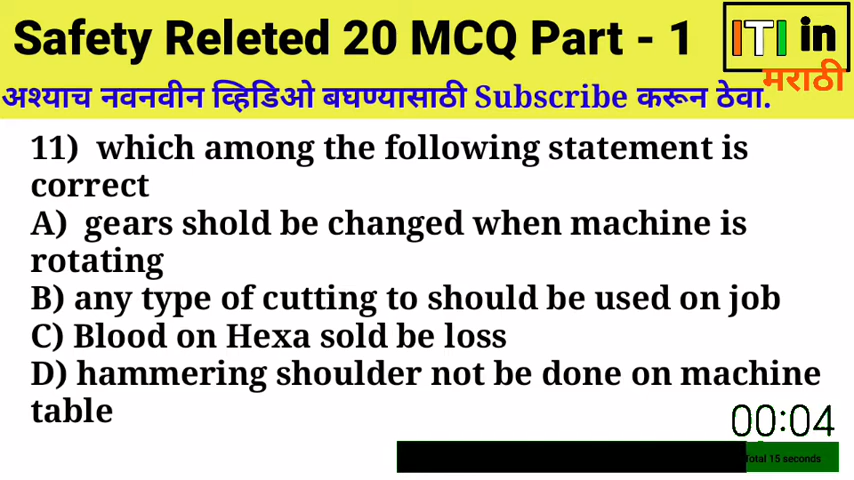 Safety Releted 20 MCQ Part - 1
ITI in
मराठी
अश्याच नवनवीन व्हिडिओ बघण्यासाठी Subscribe करून ठेवा.
11) which among the following statement is
correct
A) gears shold be changed when machine is
rotating
B) any type of cutting to should be used on job
C) Blood on Hexa sold be loss
D) hammering shoulder not be done on machine
table
00:04
Total 15 seconds